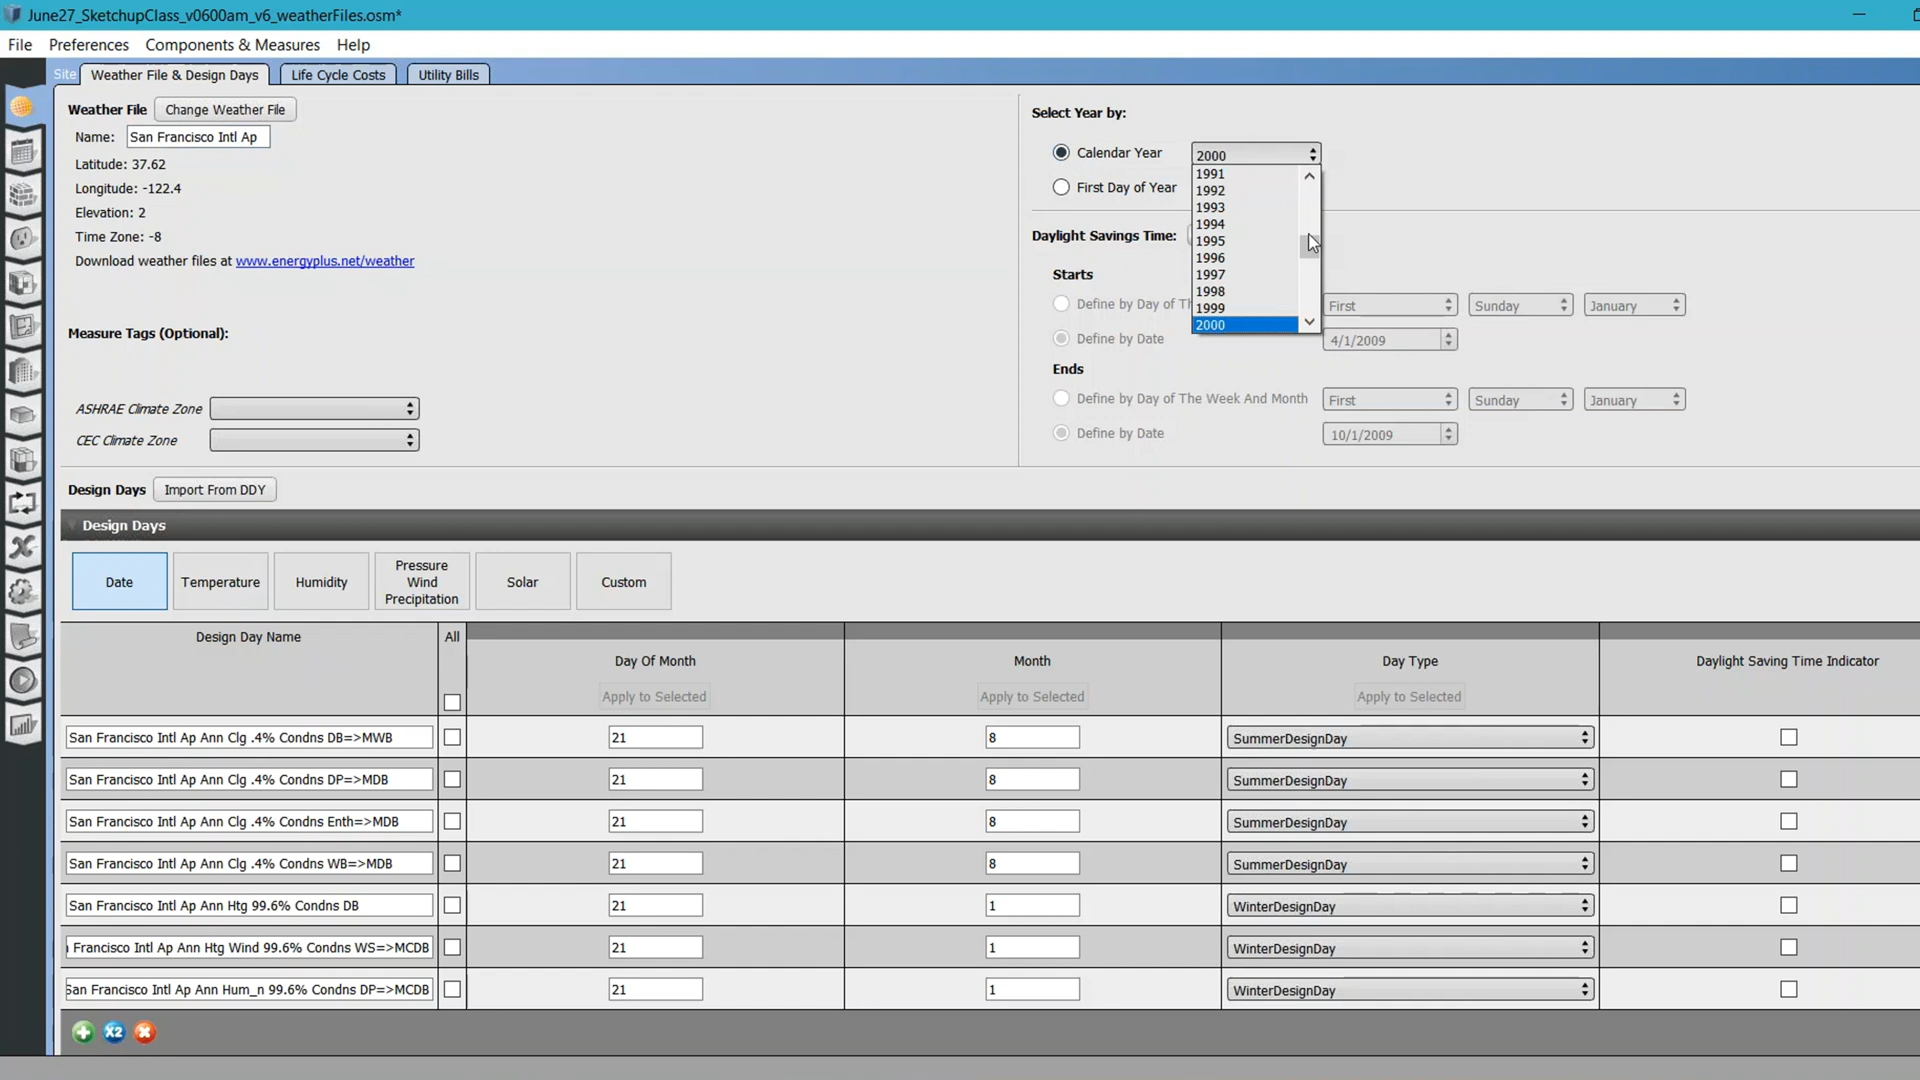 June27_SketchupClass_v0600am_v6_weatherFiles.osm*
File Preferences Components & Measures Help
Site Weather File & Design Days Life Cycle Costs Utility Bills
Weather File Change Weather File
Name: San Francisco Intl Ap
Latitude: 37.62
Longitude: -122.4
Elevation: 2
Time Zone: -8
Download weather files at www.energyplus.net/weather
Measure Tags (Optional):
ASHRAE Climate Zone
CEC Climate Zone
Select Year by:
Calendar Year 2000
First Day of Year
1991
1992
1993
1994
1995
1996
1997
1998
1999
2000
Daylight Savings Time:
Starts
Define by Day of Th First Sunday January
Define by Date 4/1/2009
Ends
Define by Day of The Week And Month First Sunday January
Define by Date 10/1/2009
Design Days Import From DDY
Design Days
Date Temperature Humidity Pressure Wind Precipitation Solar Custom
Design Day Name All Day Of Month Month Day Type Daylight Saving Time Indicator
Apply to Selected Apply to Selected Apply to Selected
San Francisco Intl Ap Ann Clg .4% Condns DB=>MWB 21 8 SummerDesignDay
San Francisco Intl Ap Ann Clg .4% Condns DP=>MDB 21 8 SummerDesignDay
San Francisco Intl Ap Ann Clg .4% Condns Enth=>MDB 21 8 SummerDesignDay
San Francisco Intl Ap Ann Clg .4% Condns WB=>MDB 21 8 SummerDesignDay
San Francisco Intl Ap Ann Htg 99.6% Condns DB 21 1 WinterDesignDay
Francisco Intl Ap Ann Htg Wind 99.6% Condns WS=>MCDB 21 1 WinterDesignDay
San Francisco Intl Ap Ann Hum_n 99.6% Condns DP=>MCDB 21 1 WinterDesignDay
X2